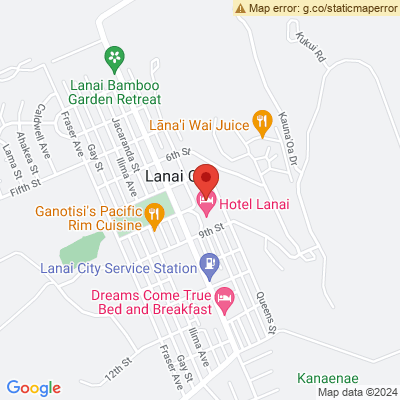 Map error: g.co/staticmaperror
Kukui Rd
Lanai Bamboo
Garden Retreat
Caldwell Ave
Ahakea St
Lama St
Fraser Ave
Gay St
Jacaranda St
Ilima Ave
Lāna'i Wai Juice
Kauna Oa Dr
6th St
Fifth St
Lanai C
Hotel Lanai
Ganotisi's Pacific
Rim Cuisine
9th St
Lanai City Service Station
Dreams Come True
Bed and Breakfast
Queens St
Ilima Ave
Gay St
Fraser Ave
12th St
Kanaenae
Google
Map data ©2024